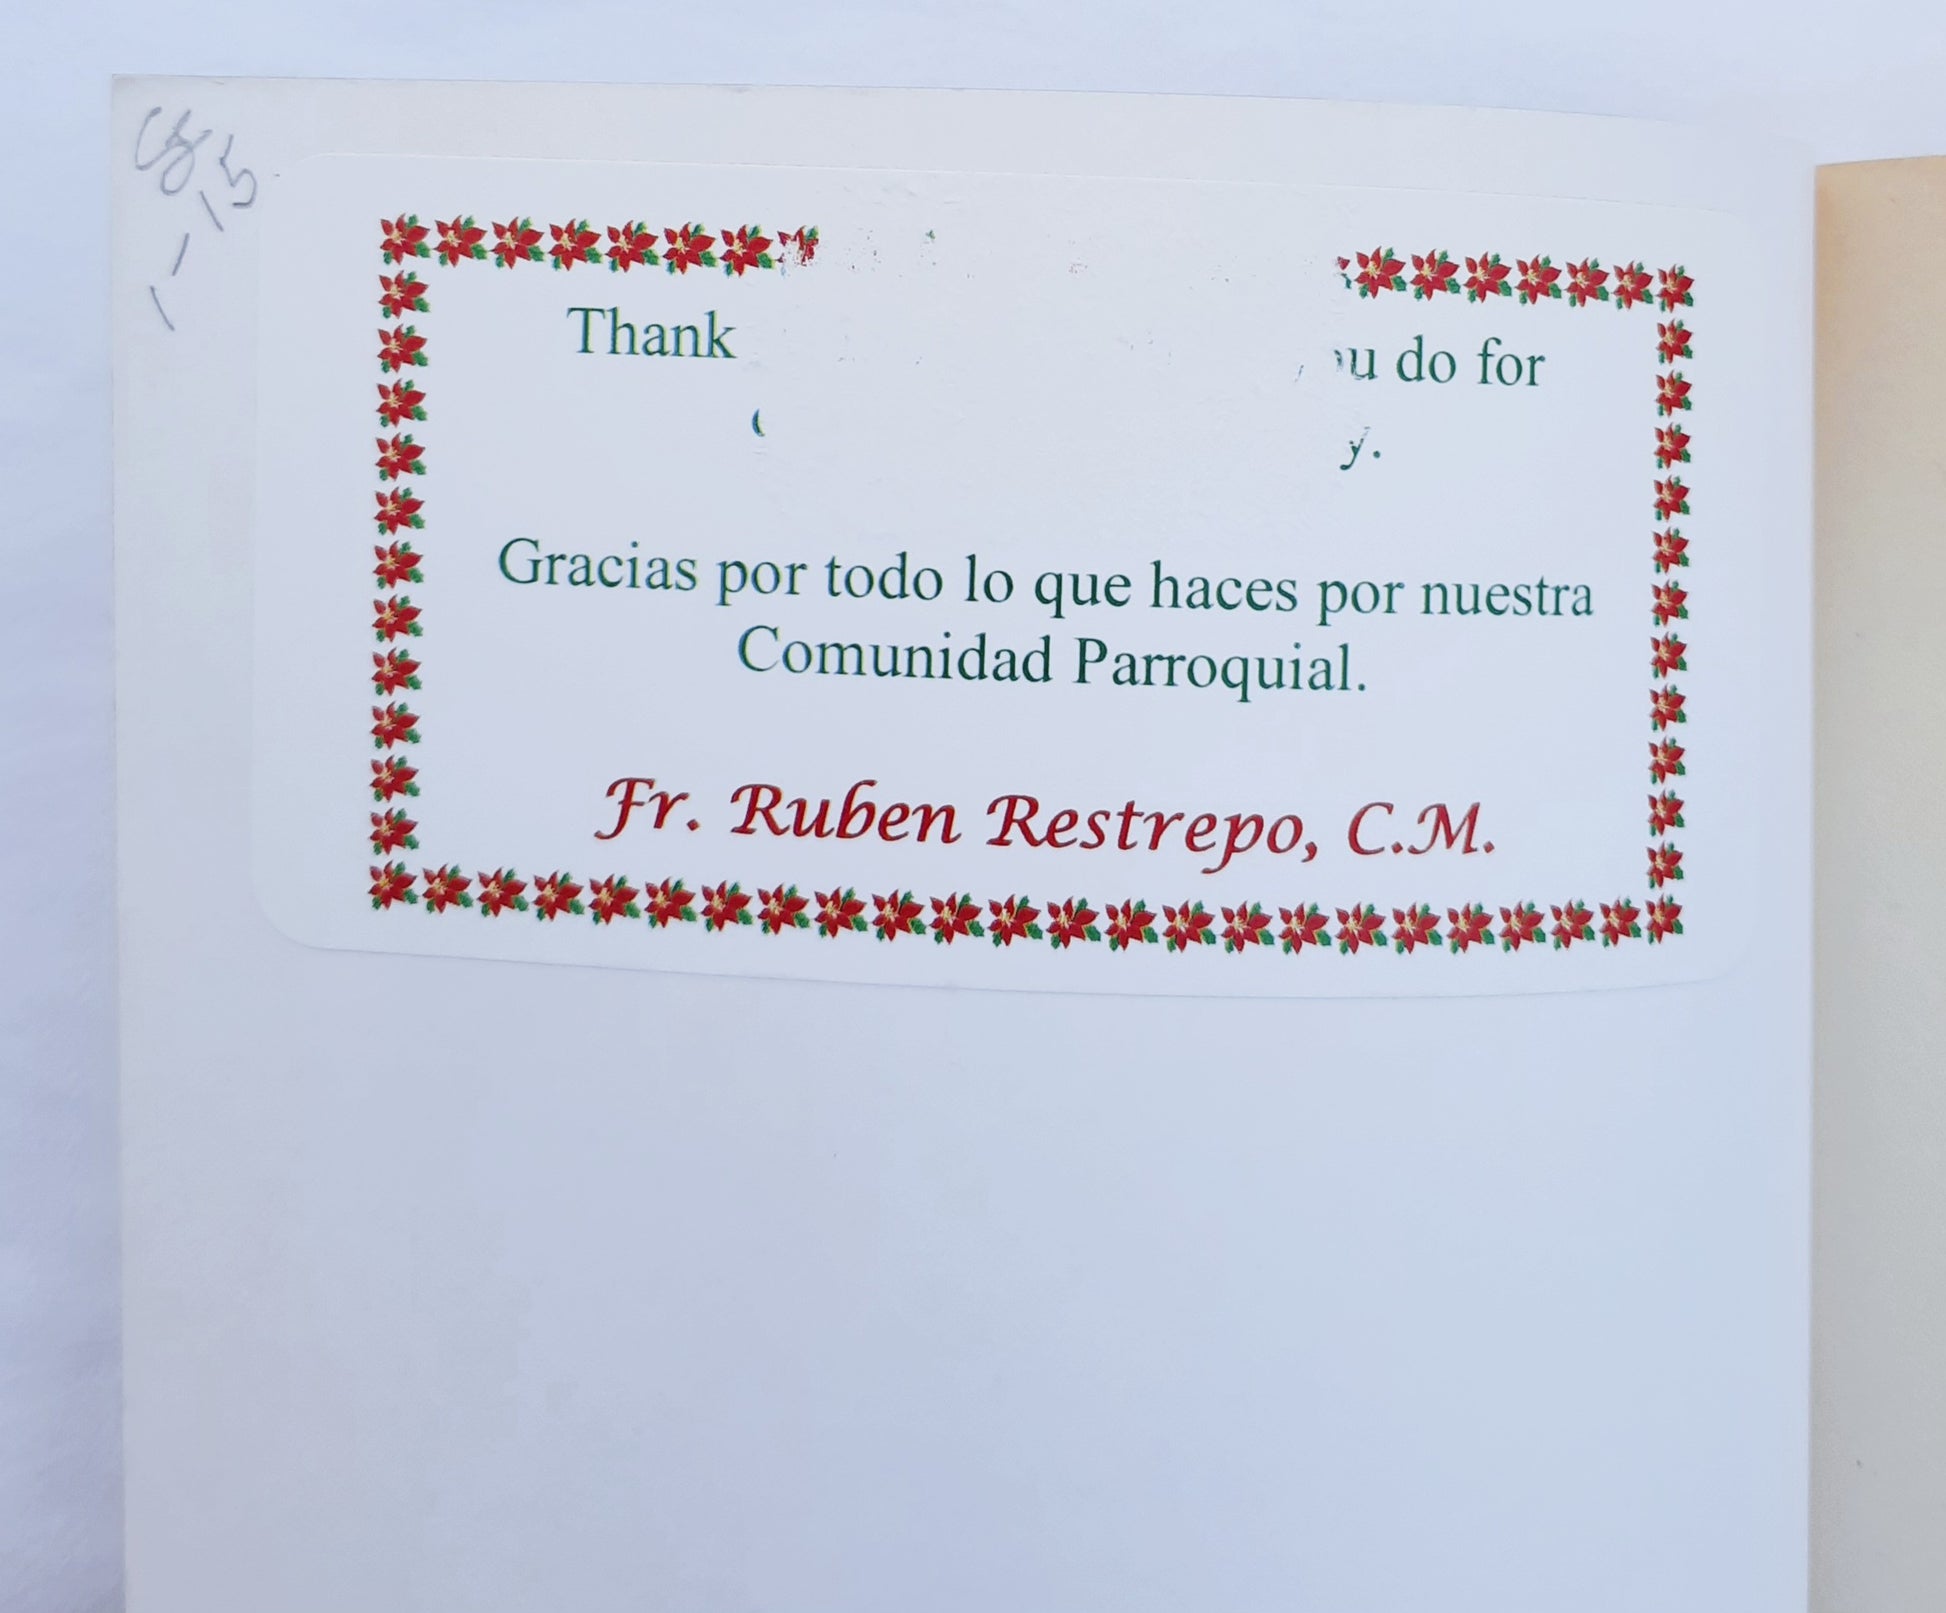 Thank do for
Gracias por todo lo que haces por nuestra
Comunidad Parroquial.
Fr. Ruben Restrepo, C.M.